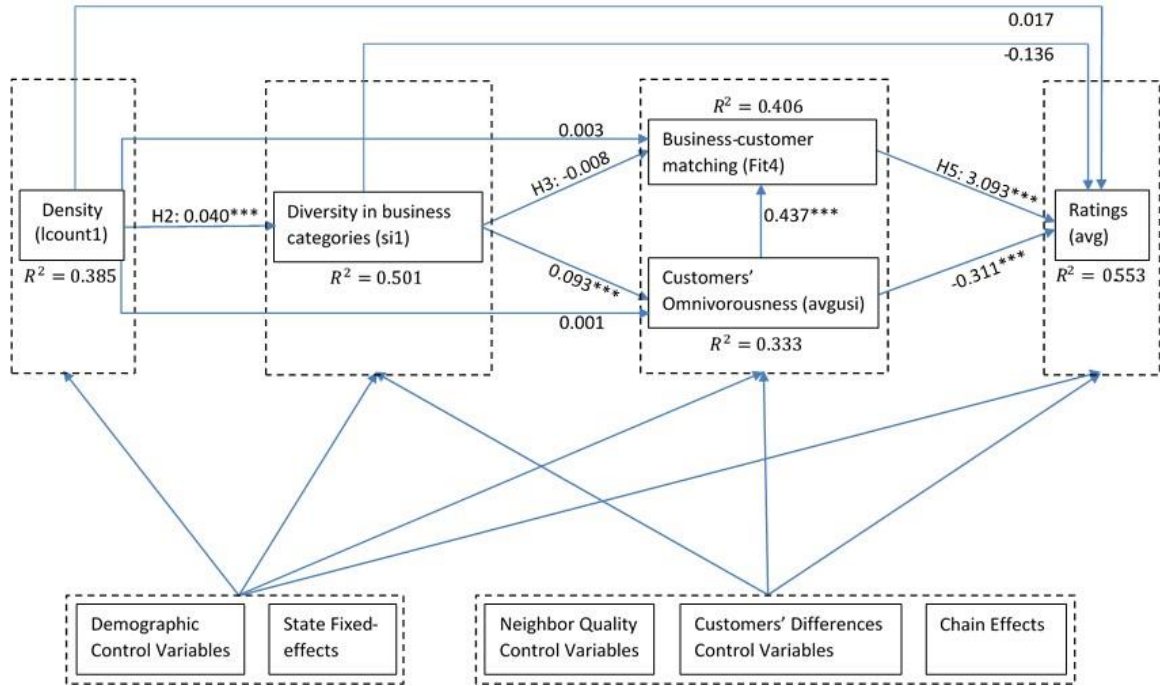 0.017
-0.136
R² = 0.406
0.003
Business-customer
matching (Fit4)
H3: -0.008
H5: 3.093***
Density
(lcount1)
H2: 0.040***
Diversity in business
categories (si1)
0.437***
Ratings
(avg)
R² = 0.385
R² = 0.501
0.093***
Customers’
Omnivorousness (avgusi)
-0.311***
R² = 0.553
0.001
R² = 0.333
Demographic
Control Variables
State Fixed-
effects
Neighbor Quality
Control Variables
Customers’ Differences
Control Variables
Chain Effects